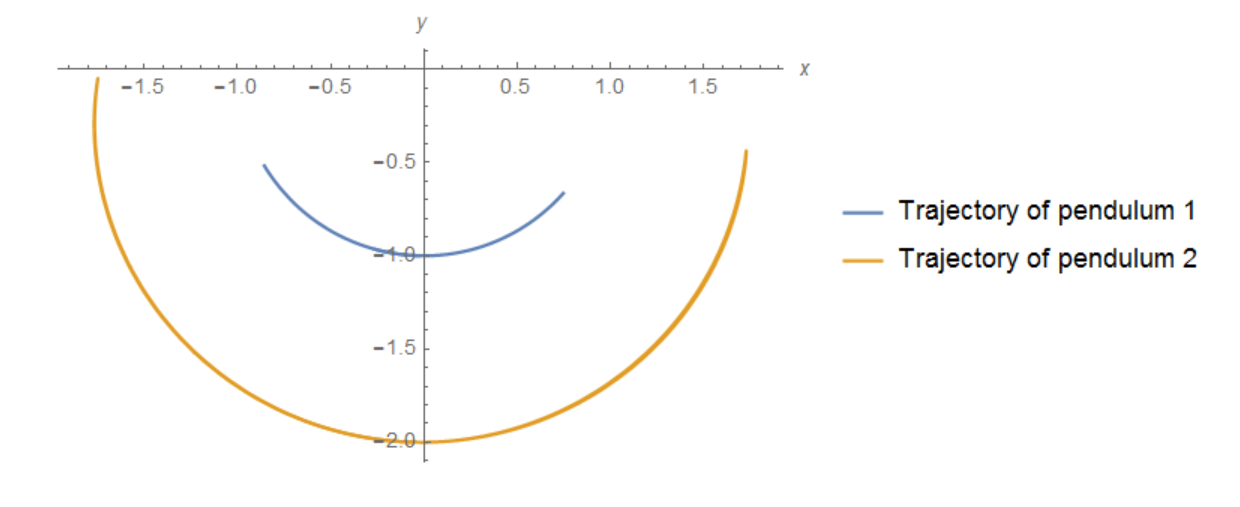 y
x
−1.5 −1.0 −0.5 0.5 1.0 1.5
−0.5
−1.0
−1.5
−2.0
Trajectory of pendulum 1
Trajectory of pendulum 2